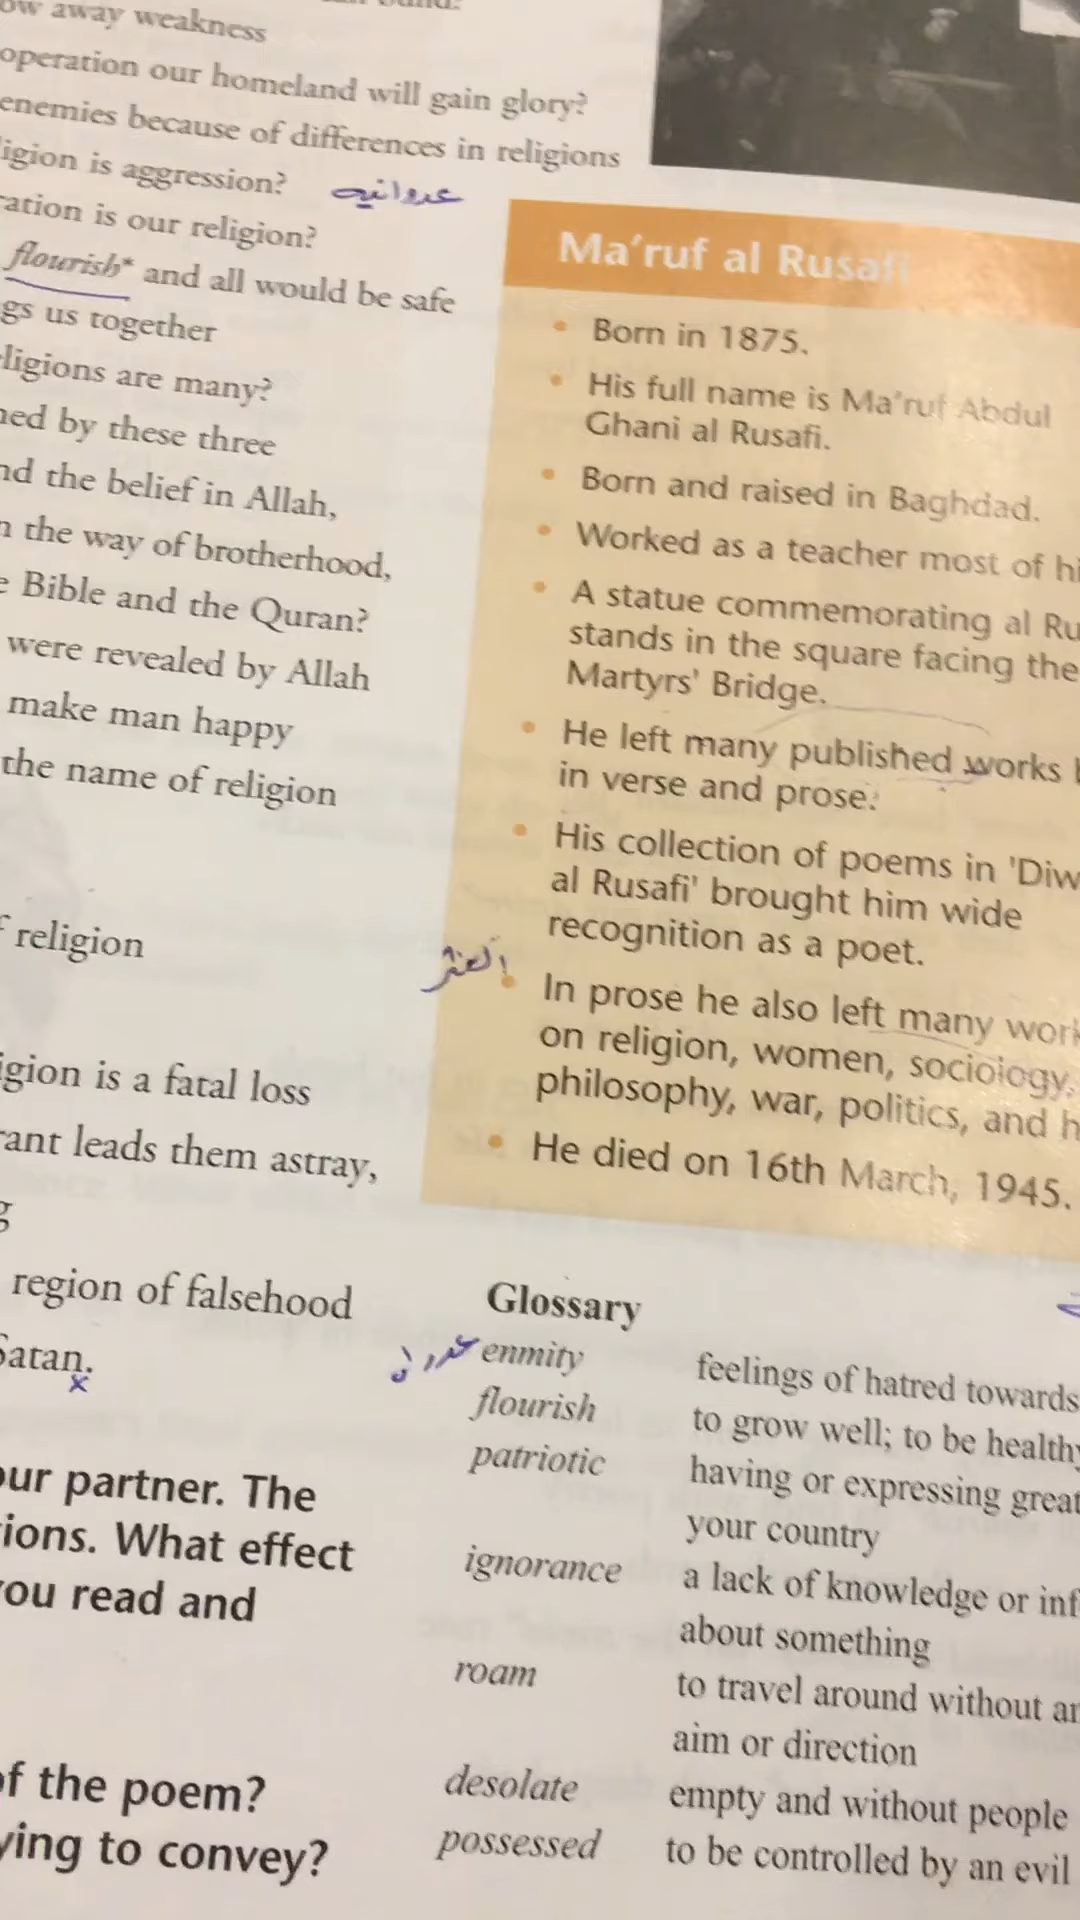 away weakness
operation our homeland will gain glory?
enemies because of differences in religions
igion is aggression? عدوانيه
ation is our religion?
flourish* and all would be safe
gs us together
ligions are many?
ned by these three
nd the belief in Allah,
n the way of brotherhood,
e Bible and the Quran?
were revealed by Allah
make man happy
the name of religion
f religion
igion is a fatal loss
rant leads them astray,
g
region of falsehood
Satan.
x
our partner. The
ions. What effect
you read and
of the poem?
ying to convey?
Ma'ruf al Rusafi
• Born in 1875.
• His full name is Ma'ruf Abdul
Ghani al Rusafi.
• Born and raised in Baghdad.
• Worked as a teacher most of hi
• A statue commemorating al Ru
stands in the square facing the
Martyrs' Bridge.
• He left many published works b
in verse and prose.
• His collection of poems in 'Diw
al Rusafi' brought him wide
recognition as a poet.
• In prose he also left many work
on religion, women, sociology,
philosophy, war, politics, and h
• He died on 16th March, 1945.
Glossary
enmity feelings of hatred towards
flourish to grow well; to be healthy
patriotic having or expressing great
your country
ignorance a lack of knowledge or inf
about something
roam to travel around without an
aim or direction
desolate empty and without people
possessed to be controlled by an evil